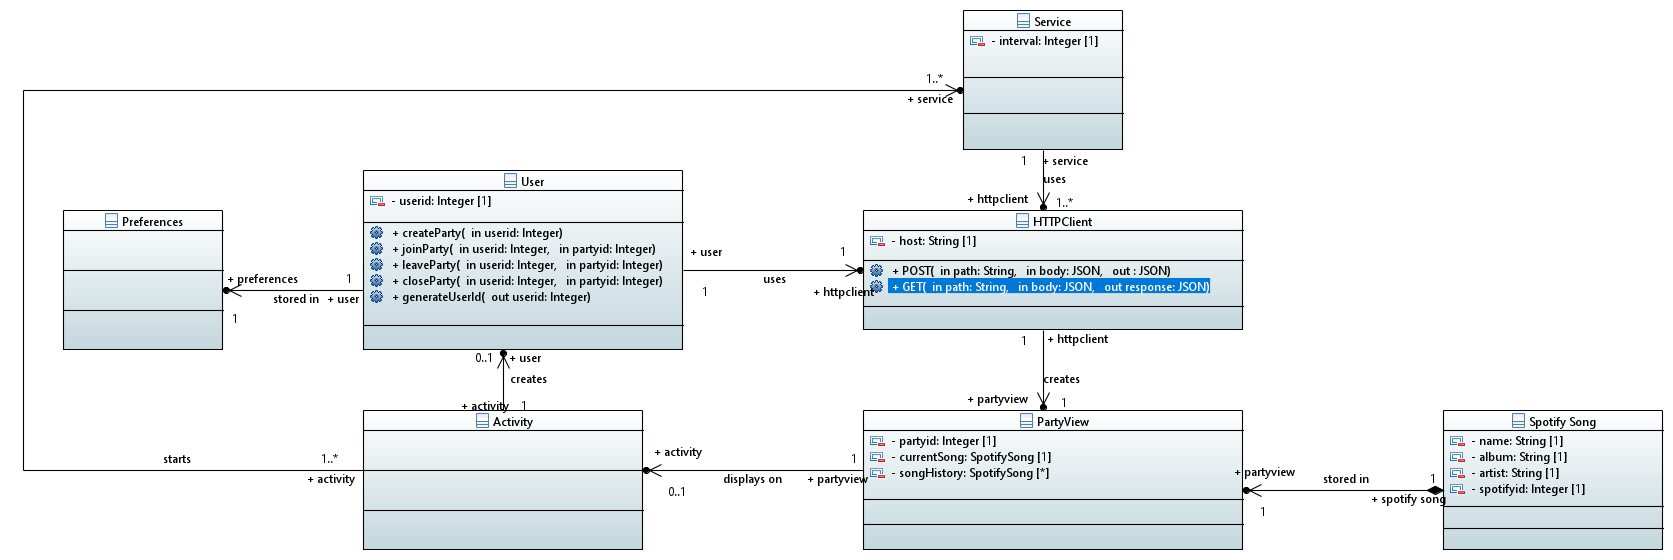 Service
- interval: Integer [1]
1..*
+ service
1
+ service
uses
+ httpclient
1..*
User
- userid: Integer [1]
+ createParty(  in userid: Integer)
+ joinParty(  in userid: Integer,   in partyid: Integer)
+ leaveParty(  in userid: Integer,   in partyid: Integer)
+ closeParty(  in userid: Integer,   in partyid: Integer)
+ generateUserId(  out userid: Integer)
Preferences
+ preferences
1
stored in
+ user
1
+ user
1
uses
1
+ httpclient
HTTPClient
- host: String [1]
+ POST(  in path: String,   in body: JSON,   out : JSON)
+ GET(  in path: String,   in body: JSON,   out response: JSON)
1
+ httpclient
creates
+ partyview
1
0..1
+ user
creates
+ activity
1
Activity
starts
1..*
+ activity
+ activity
1
displays on
+ partyview
0..1
PartyView
- partyid: Integer [1]
- currentSong: SpotifySong [1]
- songHistory: SpotifySong [*]
+ partyview
1
stored in
1
+ spotify song
Spotify Song
- name: String [1]
- album: String [1]
- artist: String [1]
- spotifyid: Integer [1]